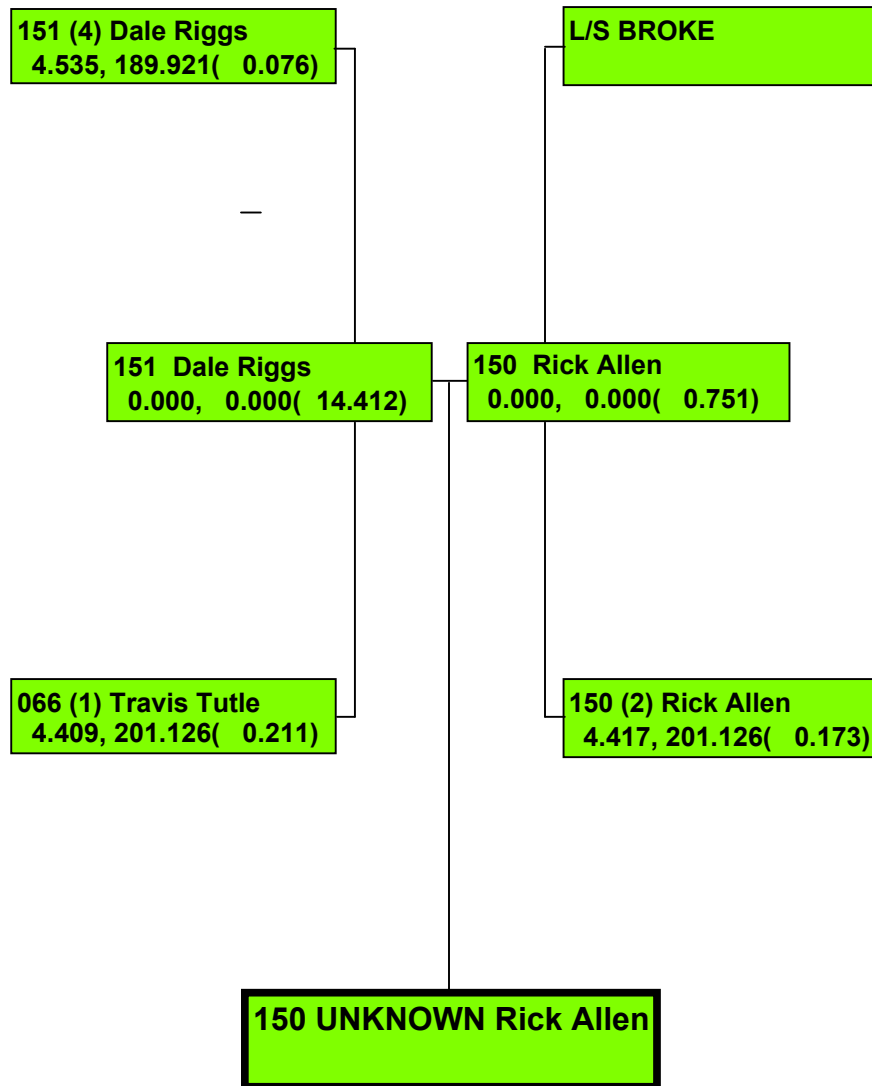 151 (4) Dale Riggs
4.535, 189.921( 0.076)
L/S BROKE
151 Dale Riggs
0.000, 0.000( 14.412)
150 Rick Allen
0.000, 0.000( 0.751)
066 (1) Travis Tutle
4.409, 201.126( 0.211)
150 (2) Rick Allen
4.417, 201.126( 0.173)
150 UNKNOWN Rick Allen